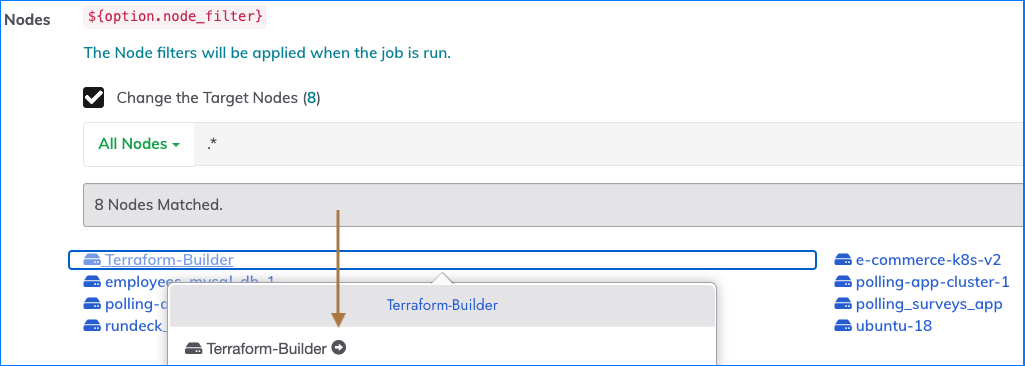 Nodes
${option.node_filter}
The Node filters will be applied when the job is run.
Change the Target Nodes (8)
All Nodes
.*
8 Nodes Matched.
Terraform-Builder
e-commerce-k8s-v2
employees_mysql_db_1
polling-app-cluster-1
polling-
polling_surveys_app
rundeck_
ubuntu-18
Terraform-Builder
Terraform-Builder